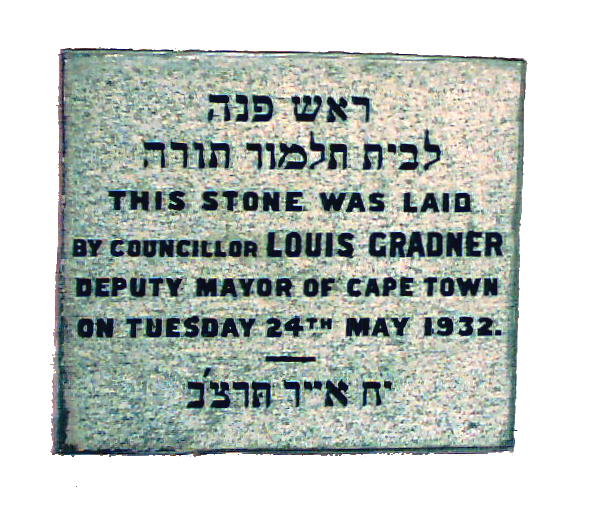 ראש פנה
לבית תלמוד תורה
THIS STONE WAS LAID
BY COUNCILLOR LOUIS GRADNER
DEPUTY MAYOR OF CAPE TOWN
ON TUESDAY 24TH MAY 1932.
יח אייר תרצ'ב